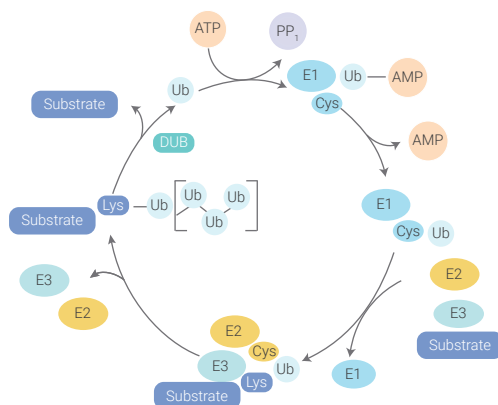 ATP
PP1
E1
Ub
AMP
Cys
Substrate
Ub
DUB
AMP
E1
Cys
Ub
Substrate
Lys
Ub
Ub
Ub
Ub
E3
E2
E2
E3
Substrate
E2
Cys
E3
Ub
Lys
Substrate
E1